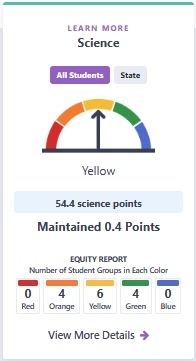 LEARN MORE
Science
All Students State
Yellow
54.4 science points
Maintained 0.4 Points
EQUITY REPORT
Number of Student Groups in Each Color
0 4 6 4 0
Red Orange Yellow Green Blue
View More Details